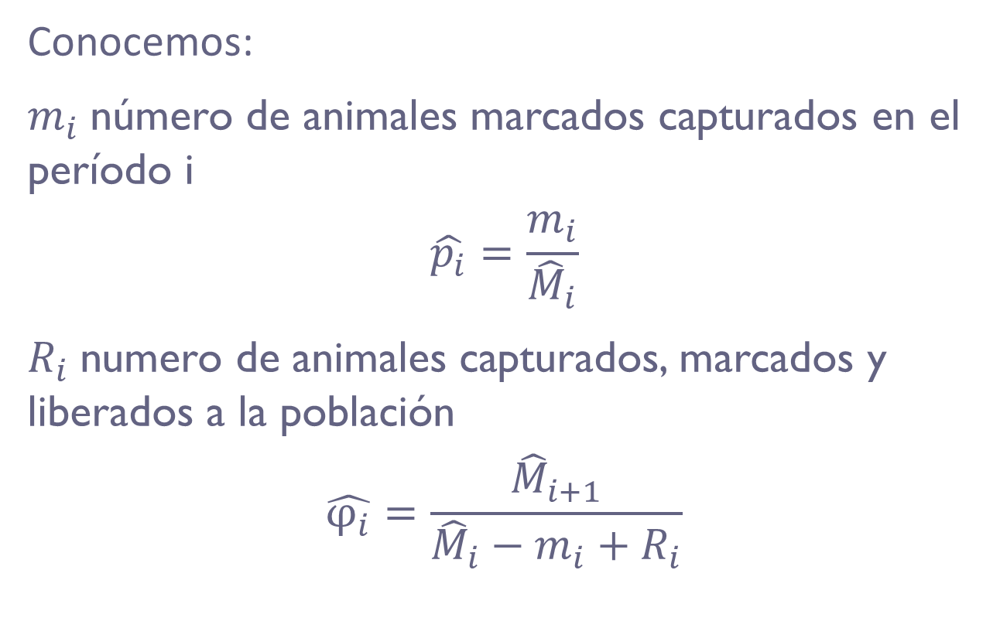 Conocemos:
$m_i$ número de animales marcados capturados en el
período i
$\widehat{p_i} = \frac{m_i}{\widehat{M}_i}$
$R_i$ numero de animales capturados, marcados y
liberados a la población
$\widehat{\varphi_i} = \frac{\widehat{M}_{i+1}}{\widehat{M}_i - m_i + R_i}$